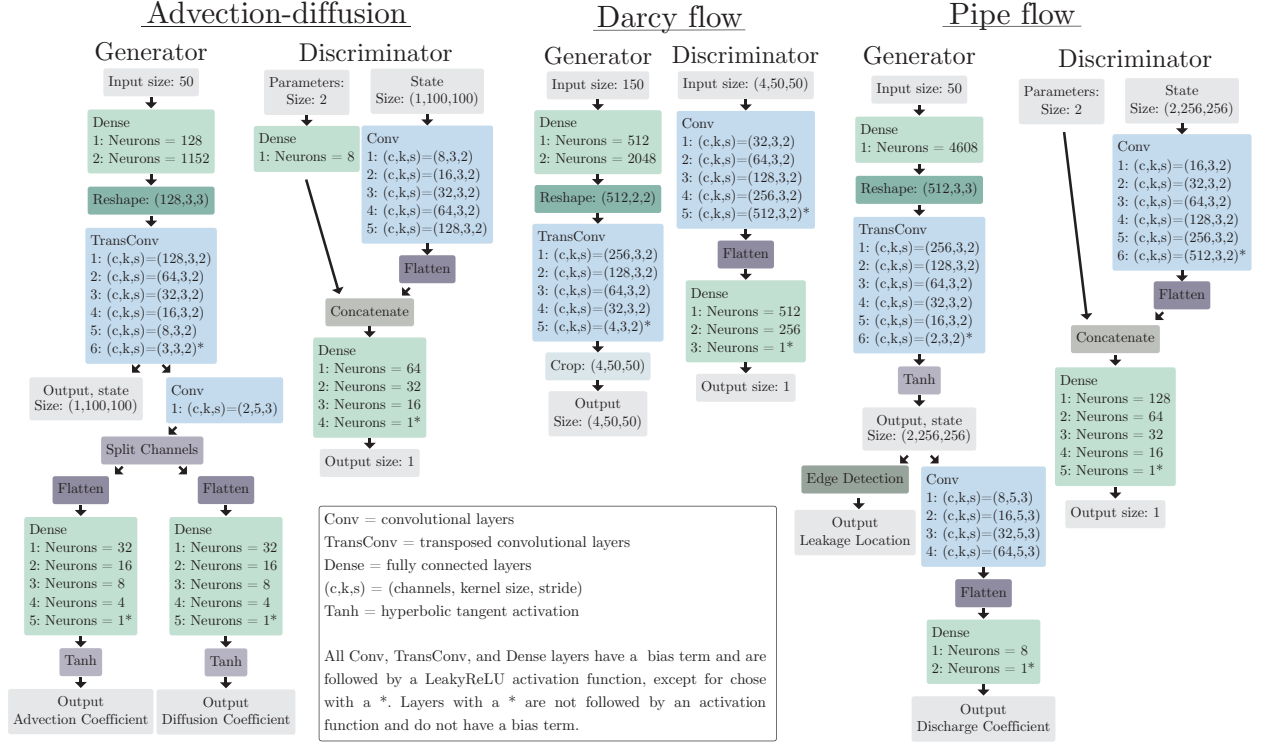 Advection-diffusion
Generator
Input size: 50
Dense
1: Neurons = 128
2: Neurons = 1152
Reshape: (128,3,3)
TransConv
1: (c,k,s)=(128,3,2)
2: (c,k,s)=(64,3,2)
3: (c,k,s)=(32,3,2)
4: (c,k,s)=(16,3,2)
5: (c,k,s)=(8,3,2)
6: (c,k,s)=(3,3,2)*
Output, state
Size: (1,100,100)
Conv
1: (c,k,s)=(2,5,3)
Split Channels
Flatten
Dense
1: Neurons = 32
2: Neurons = 16
3: Neurons = 8
4: Neurons = 4
5: Neurons = 1*
Tanh
Output
Advection Coefficient
Flatten
Dense
1: Neurons = 32
2: Neurons = 16
3: Neurons = 8
4: Neurons = 4
5: Neurons = 1*
Tanh
Output
Diffusion Coefficient
Discriminator
Parameters:
Size: 2
Dense
1: Neurons = 8
State
Size: (1,100,100)
Conv
1: (c,k,s)=(8,3,2)
2: (c,k,s)=(16,3,2)
3: (c,k,s)=(32,3,2)
4: (c,k,s)=(64,3,2)
5: (c,k,s)=(128,3,2)
Flatten
Concatenate
Dense
1: Neurons = 64
2: Neurons = 32
3: Neurons = 16
4: Neurons = 1*
Output size: 1
Darcy flow
Generator
Input size: 150
Dense
1: Neurons = 512
2: Neurons = 2048
Reshape: (512,2,2)
TransConv
1: (c,k,s)=(256,3,2)
2: (c,k,s)=(128,3,2)
3: (c,k,s)=(64,3,2)
4: (c,k,s)=(32,3,2)
5: (c,k,s)=(4,3,2)*
Crop: (4,50,50)
Output
Size: (4,50,50)
Discriminator
Input size: (4,50,50)
Conv
1: (c,k,s)=(32,3,2)
2: (c,k,s)=(64,3,2)
3: (c,k,s)=(128,3,2)
4: (c,k,s)=(256,3,2)
5: (c,k,s)=(512,3,2)*
Flatten
Dense
1: Neurons = 512
2: Neurons = 256
3: Neurons = 1*
Output size: 1
Pipe flow
Generator
Input size: 50
Dense
1: Neurons = 4608
Reshape: (512,3,3)
TransConv
1: (c,k,s)=(256,3,2)
2: (c,k,s)=(128,3,2)
3: (c,k,s)=(64,3,2)
4: (c,k,s)=(32,3,2)
5: (c,k,s)=(16,3,2)
6: (c,k,s)=(2,3,2)*
Tanh
Output, state
Size: (2,256,256)
Edge Detection
Output
Leakage Location
Conv
1: (c,k,s)=(8,5,3)
2: (c,k,s)=(16,5,3)
3: (c,k,s)=(32,5,3)
4: (c,k,s)=(64,5,3)
Flatten
Dense
1: Neurons = 8
2: Neurons = 1*
Output
Discharge Coefficient
Discriminator
Parameters:
Size: 2
State
Size: (2,256,256)
Conv
1: (c,k,s)=(16,3,2)
2: (c,k,s)=(32,3,2)
3: (c,k,s)=(64,3,2)
4: (c,k,s)=(128,3,2)
5: (c,k,s)=(256,3,2)
6: (c,k,s)=(512,3,2)*
Flatten
Concatenate
Dense
1: Neurons = 128
2: Neurons = 64
3: Neurons = 32
4: Neurons = 16
5: Neurons = 1*
Output size: 1
Conv = convolutional layers
TransConv = transposed convolutional layers
Dense = fully connected layers
(c,k,s) = (channels, kernel size, stride)
Tanh = hyperbolic tangent activation
All Conv, TransConv, and Dense layers have a bias term and are
followed by a LeakyReLU activation function, except for chose
with a *. Layers with a * are not followed by an activation
function and do not have a bias term.